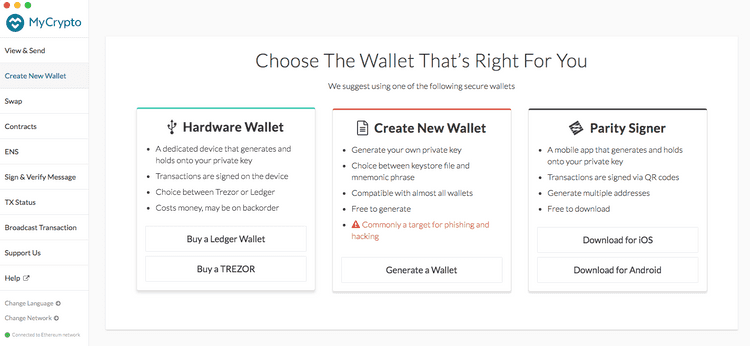 MyCrypto
View & Send
Create New Wallet
Swap
Contracts
ENS
Sign & Verify Message
TX Status
Broadcast Transaction
Support Us
Help
Change Language
Change Network
Connected to Ethereum network
Choose The Wallet That's Right For You
We suggest using one of the following secure wallets
Hardware Wallet
• A dedicated device that generates and
holds onto your private key
• Transactions are signed on the device
• Choice between Trezor or Ledger
• Costs money, may be on backorder
Buy a Ledger Wallet
Buy a TREZOR
Create New Wallet
• Generate your own private key
• Choice between keystore file and
mnemonic phrase
• Compatible with almost all wallets
• Free to generate
• Commonly a target for phishing and
hacking
Generate a Wallet
Parity Signer
• A mobile app that generates and holds
onto your private key
• Transactions are signed via QR codes
• Generate multiple addresses
• Free to download
Download for iOS
Download for Android